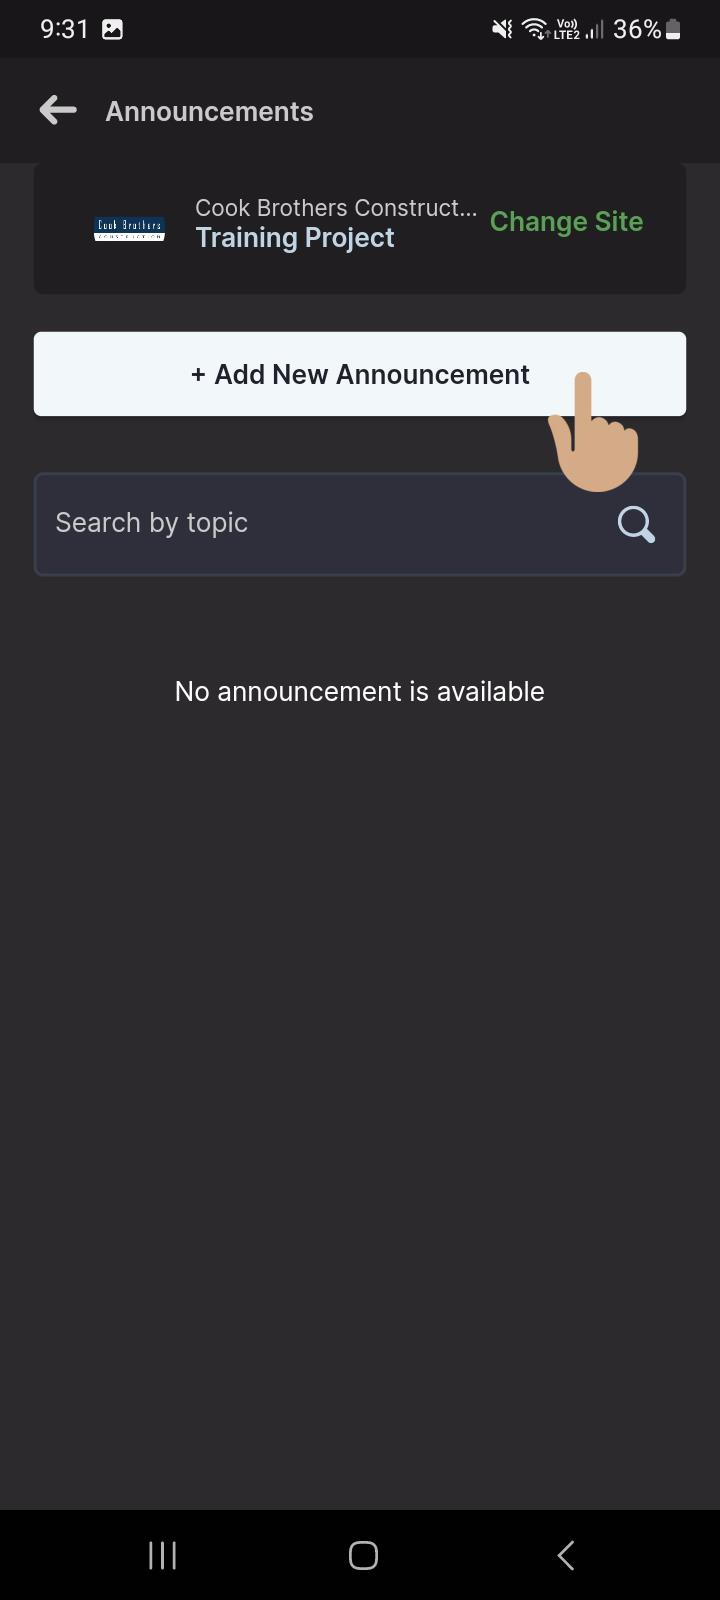 9:31
Vo))
LTE2
36%
Announcements
Cook Brothers Construct...
Training Project
Change Site
Cook Brothers
CONSTRUCTION
+ Add New Announcement
Search by topic
No announcement is available